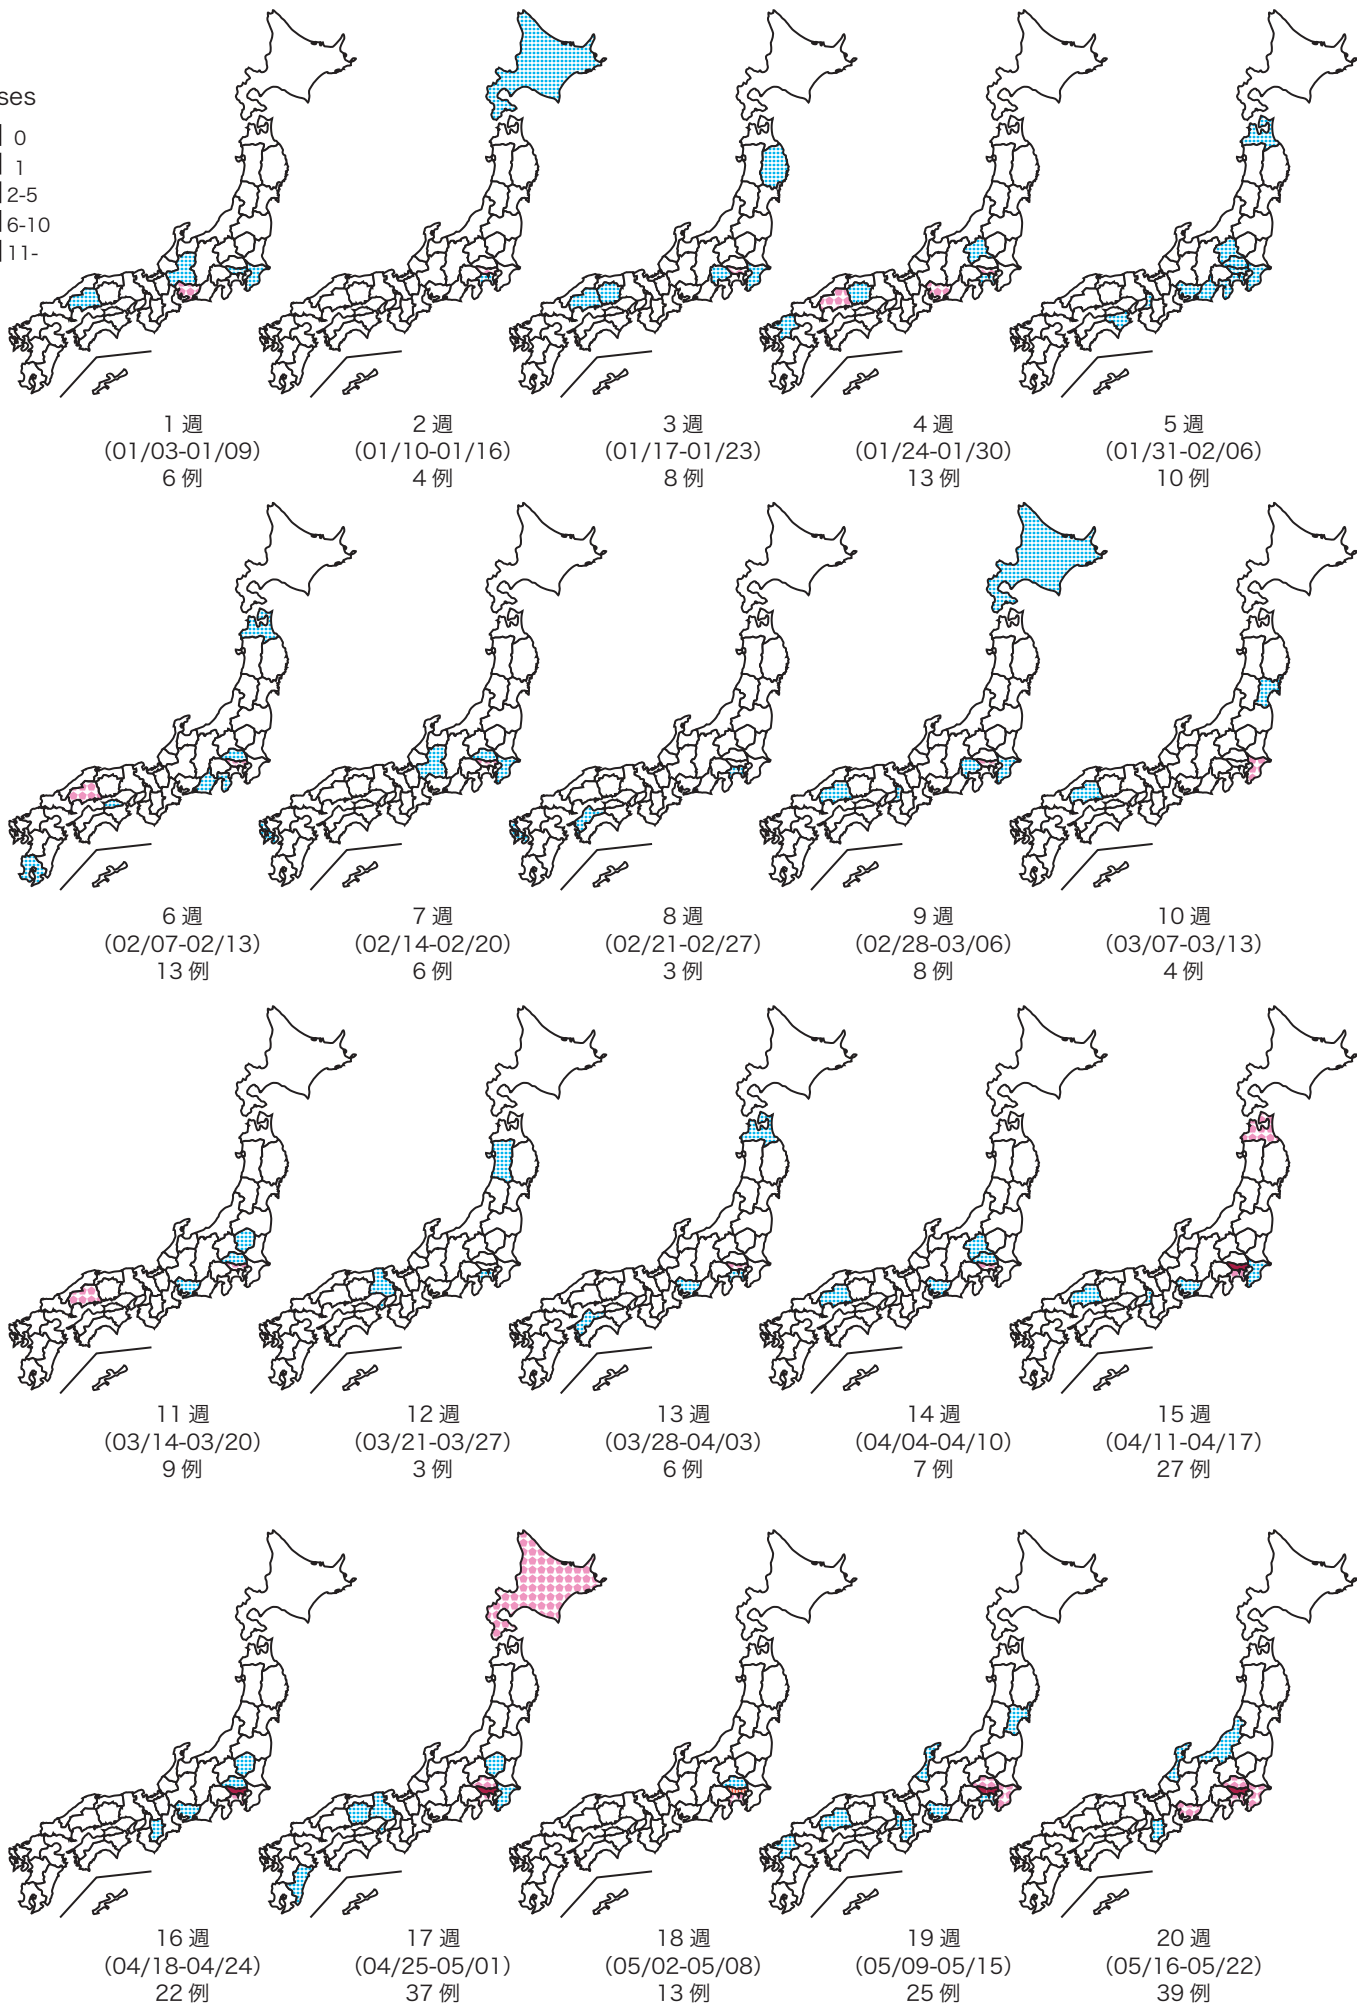 ses
0
1
2-5
6-10
11-
1 週
（01/03-01/09）
6 例
2 週
（01/10-01/16）
4 例
3 週
（01/17-01/23）
8 例
4 週
（01/24-01/30）
13 例
5 週
（01/31-02/06）
10 例
6 週
（02/07-02/13）
13 例
7 週
（02/14-02/20）
6 例
8 週
（02/21-02/27）
3 例
9 週
（02/28-03/06）
8 例
10 週
（03/07-03/13）
4 例
11 週
（03/14-03/20）
9 例
12 週
（03/21-03/27）
3 例
13 週
（03/28-04/03）
6 例
14 週
（04/04-04/10）
7 例
15 週
（04/11-04/17）
27 例
16 週
（04/18-04/24）
22 例
17 週
（04/25-05/01）
37 例
18 週
（05/02-05/08）
13 例
19 週
（05/09-05/15）
25 例
20 週
（05/16-05/22）
39 例